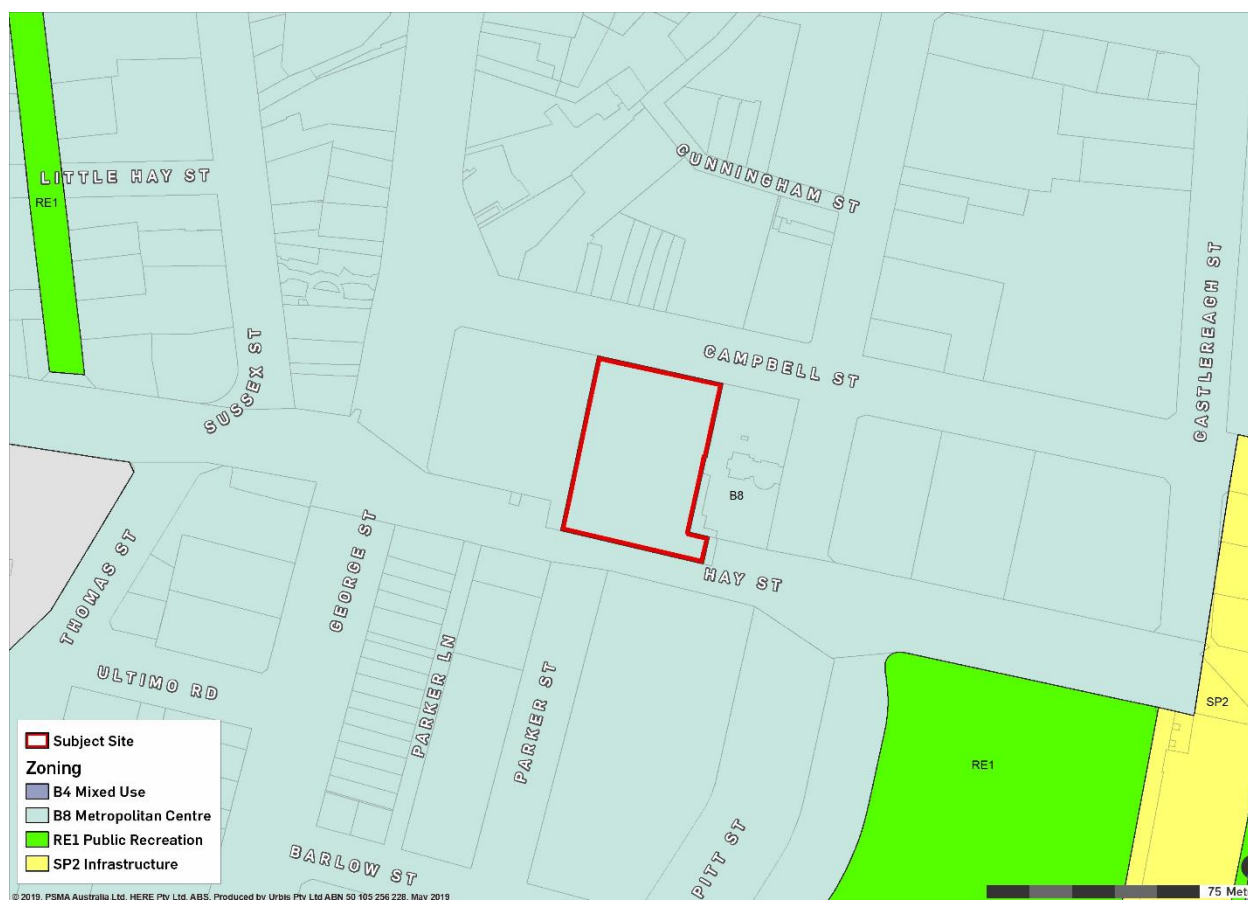 CUNNINGHAM ST
LITTLE HAY ST
RE1
CASTLEREAGH ST
SUSSEX ST
CAMPBELL ST
B8
THOMAS ST
GEORGE ST
HAY ST
PARKER LN
PARKER ST
ULTIMO RD
SP2
RE1
PITT ST
BARLOW ST
Subject Site
Zoning
B4 Mixed Use
B8 Metropolitan Centre
RE1 Public Recreation
SP2 Infrastructure
© 2019. PSMA Australia Ltd, HERE Pty Ltd. ABS. Produced by Urbis Pty Ltd ABN 50 105 256 228, May 2019
75 Met